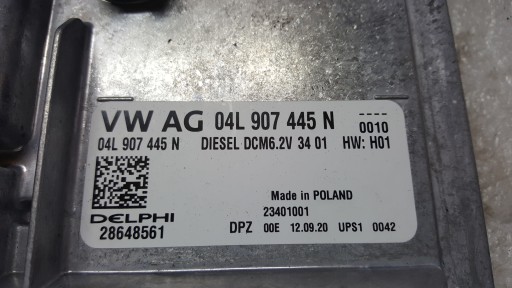 VW AG 04L 907 445 N ----
0010
04L 907 445 N DIESEL DCM6.2V 34 01 HW: H01
Made in POLAND
23401001
DELPHI
28648561 DPZ 00E 12.09.20 UPS1 0042